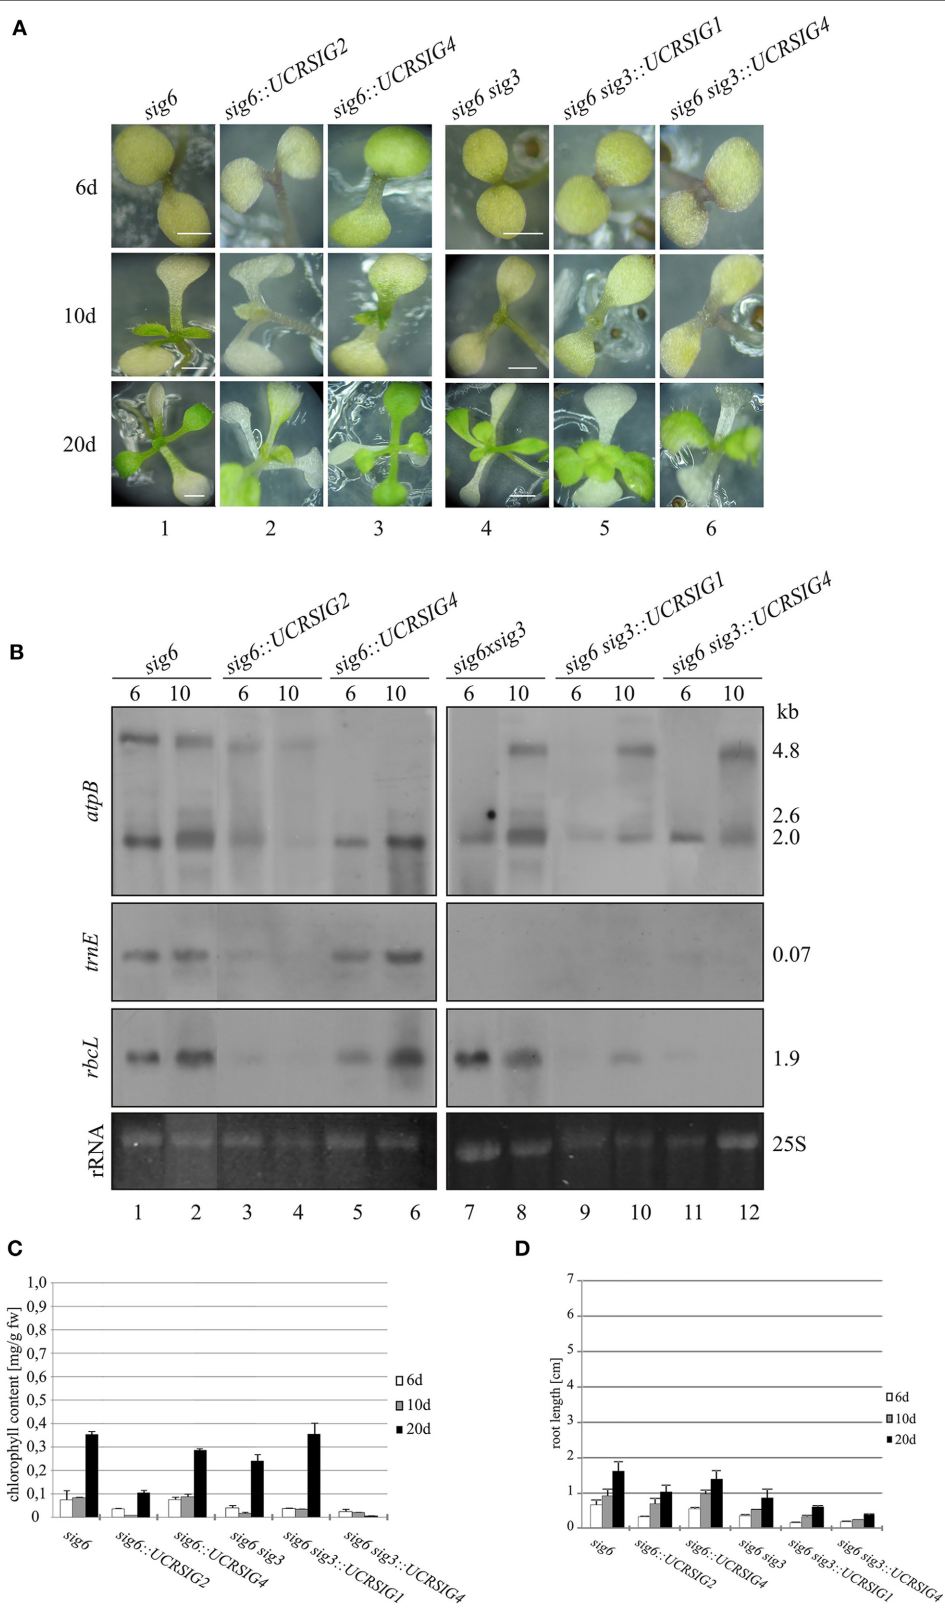 A
sig6 sig6::UCRSIG2 sig6::UCRSIG4 sig6 sig3 sig6 sig3::UCRSIG1 sig6 sig3::UCRSIG4
6d
10d
20d
1 2 3 4 5 6
B
sig6 sig6::UCRSIG2 sig6::UCRSIG4 sig6xsig3 sig6 sig3::UCRSIG1 sig6 sig3::UCRSIG4
6 10 6 10 6 10 6 10 6 10 6 10
kb
atpB
4.8
2.6
2.0
trnE
0.07
rbcL
1.9
rRNA
25S
1 2 3 4 5 6 7 8 9 10 11 12
C
chlorophyll content [mg/g fw]
1,0
0,9
0,8
0,7
0,6
0,5
0,4
0,3
0,2
0,1
0
6d
10d
20d
sig6 sig6::UCRSIG2 sig6::UCRSIG4 sig6 sig3 sig6 sig3::UCRSIG1 sig6 sig3::UCRSIG4
D
root length [cm]
7
6
5
4
3
2
1
0
6d
10d
20d
sig6 sig6::UCRSIG2 sig6::UCRSIG4 sig6 sig3 sig6 sig3::UCRSIG1 sig6 sig3::UCRSIG4